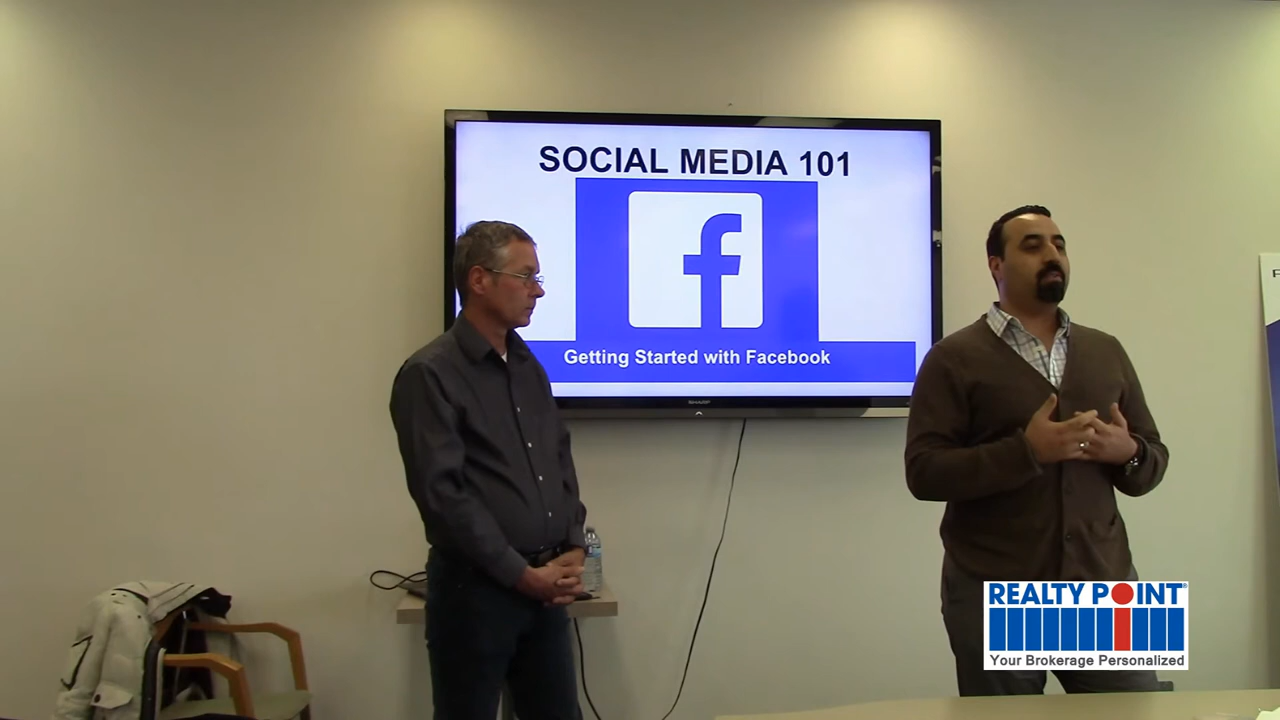 SOCIAL MEDIA 101
f
Getting Started with Facebook
SHARP
REALTY POINT®
Your Brokerage Personalized